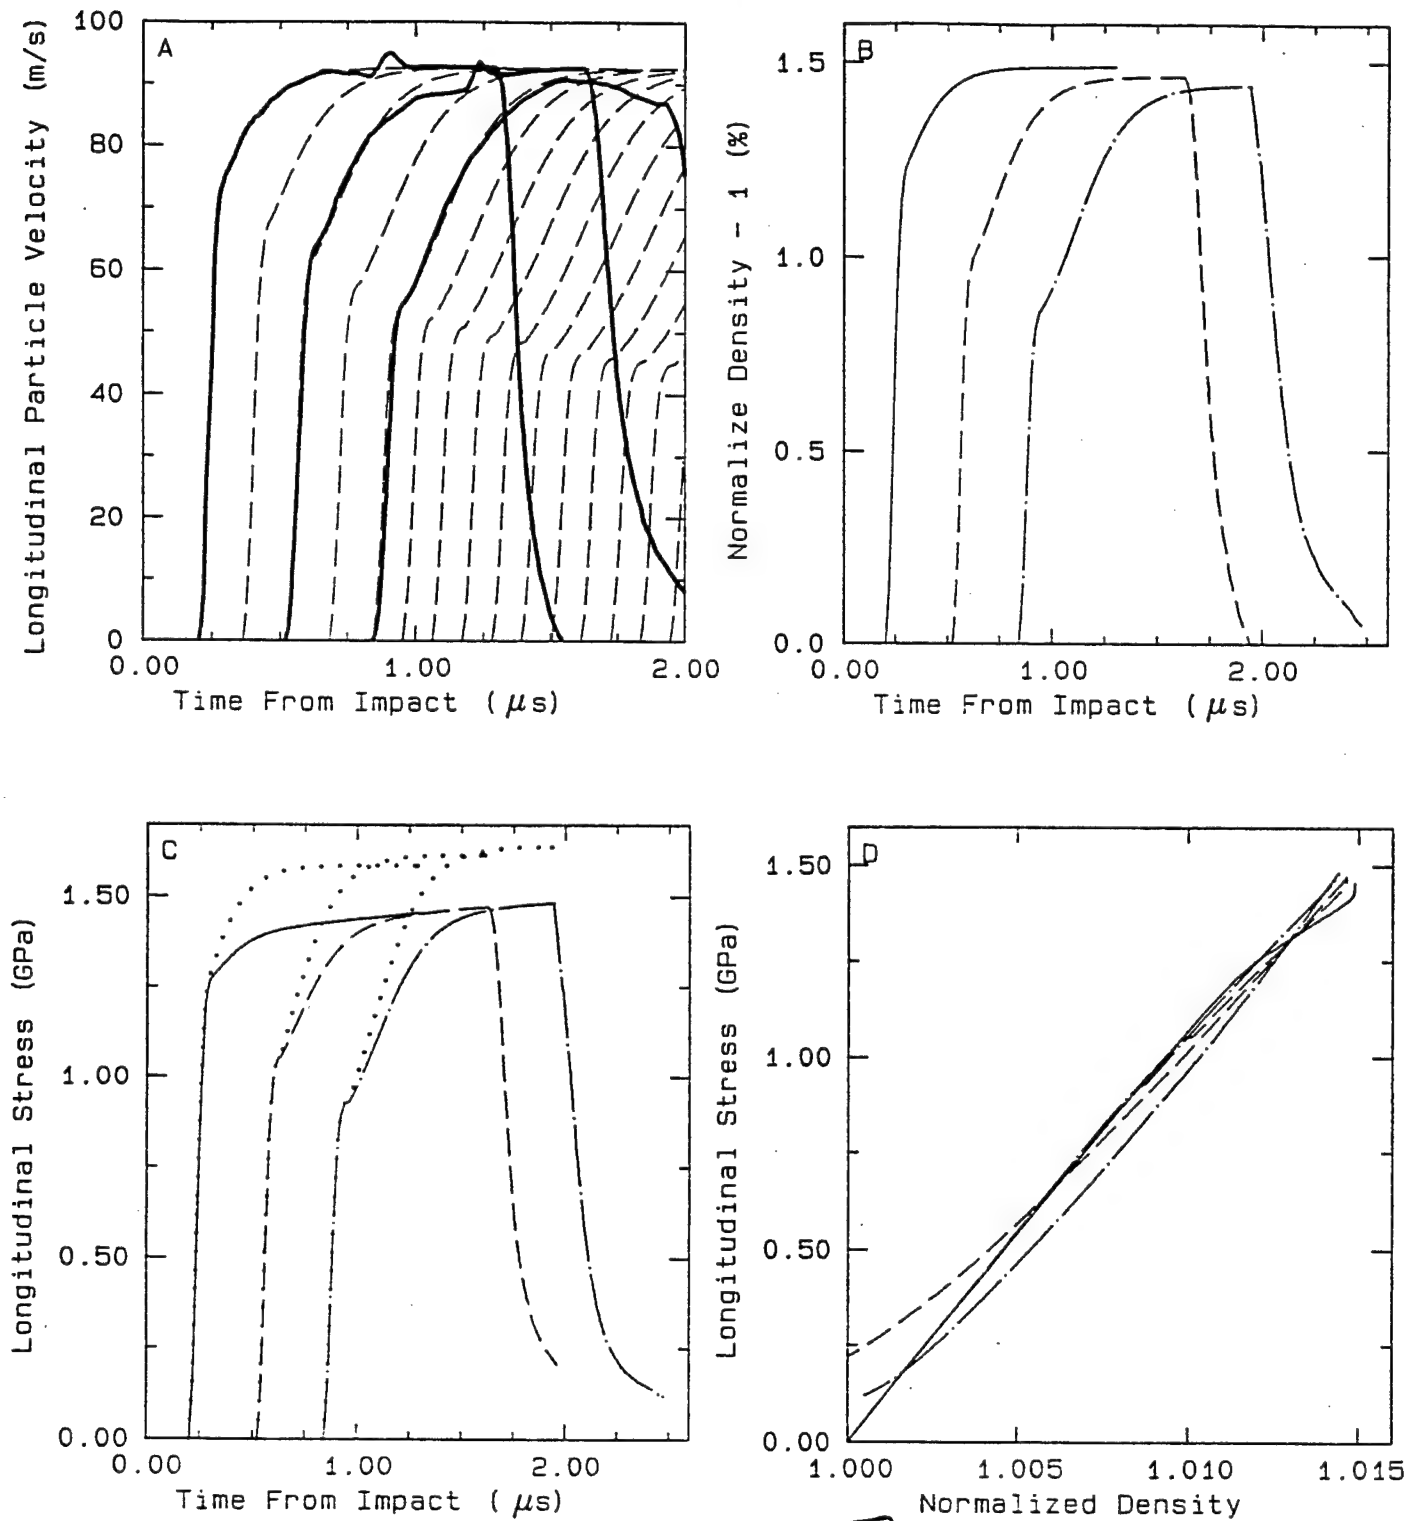 A
Longitudinal Particle Velocity (m/s)
100
80
60
40
20
0
0.00 1.00 2.00
Time From Impact (μs)
B
Normalize Density - 1 (%)
1.5
1.0
0.5
0.0
0.00 1.00 2.00
Time From Impact (μs)
C
Longitudinal Stress (GPa)
1.50
1.00
0.50
0.00
0.00 1.00 2.00
Time From Impact (μs)
D
Longitudinal Stress (GPa)
1.50
1.00
0.50
0.00
1.000 1.005 1.010 1.015
Normalized Density